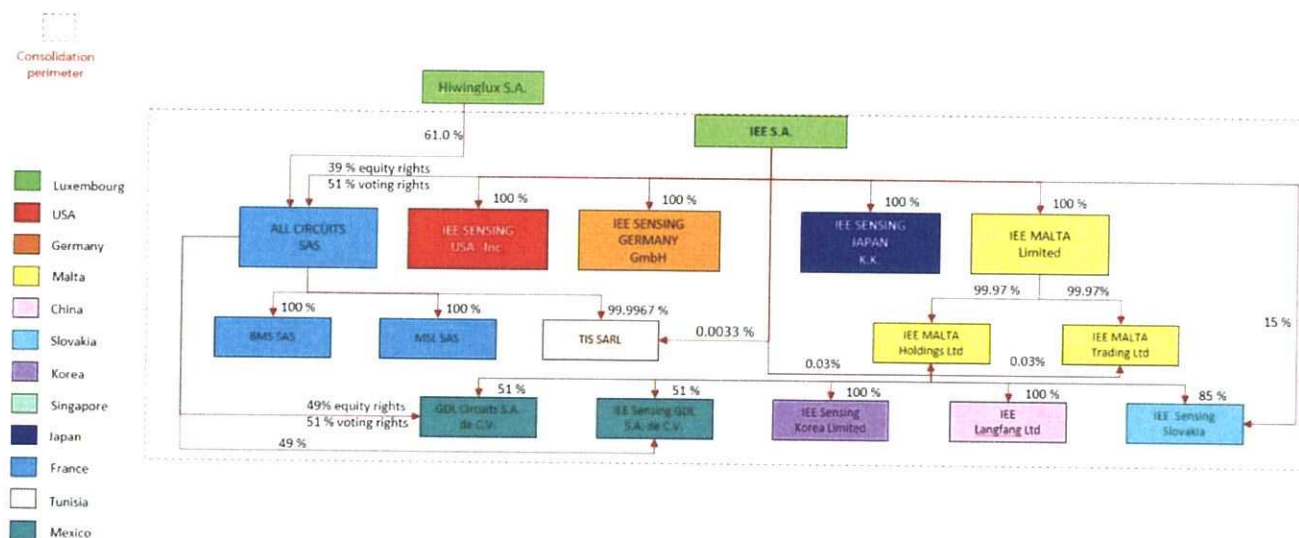 Consolidation
perimeter
Hiwinglux S.A.
IEE S.A.
61.0 %
39 % equity rights
51 % voting rights
100 %
100 %
100 %
100 %
ALL CIRCUITS
SAS
IEE SENSING
USA Inc
IEE SENSING
GERMANY
GmbH
IEE SENSING
JAPAN
K.K.
IEE MALTA
Limited
100 %
100 %
99.9967 %
99.97 %
99.97%
BMS SAS
MSL SAS
TIS SARL
0.0033 %
IEE MALTA
Holdings Ltd
IEE MALTA
Trading Ltd
15 %
0.03%
0.03%
51 %
51 %
100 %
100 %
85 %
49% equity rights
51 % voting rights
49 %
GDL Circuits S.A.
de C.V.
IEE Sensing GDL
S.A. de C.V.
IEE Sensing
Korea Limited
IEE
Langfang Ltd
IEE Sensing
Slovakia
Luxembourg
USA
Germany
Malta
China
Slovakia
Korea
Singapore
Japan
France
Tunisia
Mexico